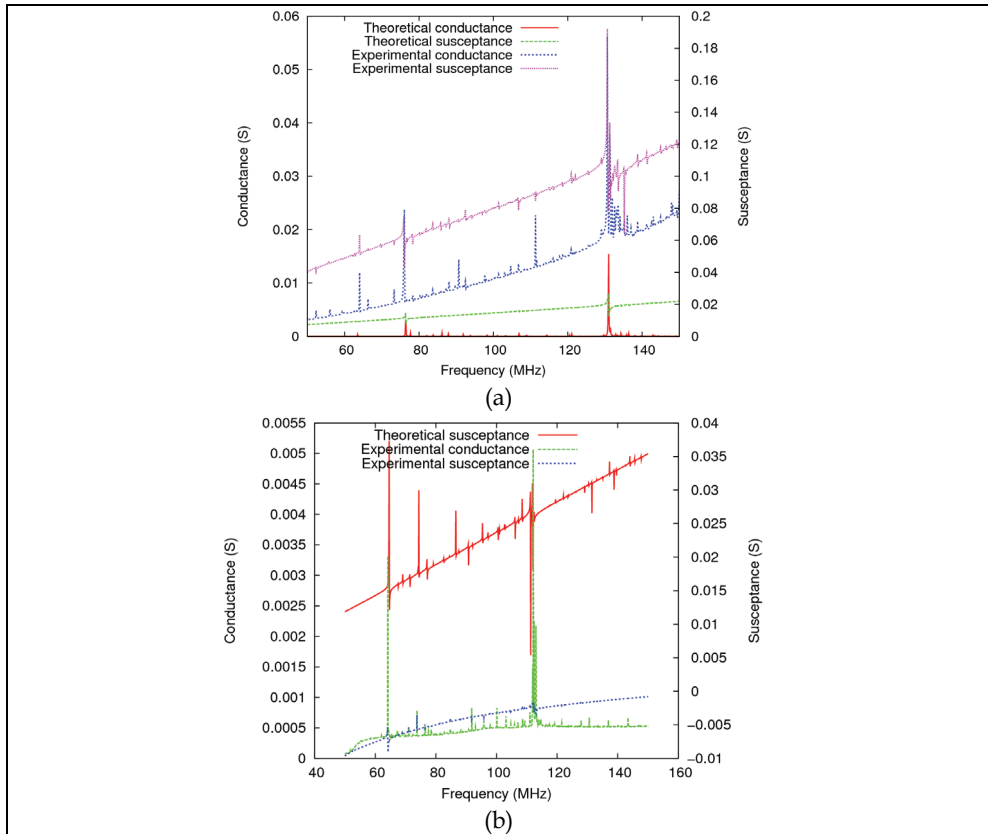 0.06
0.05
0.04
0.03
0.02
0.01
0
Conductance (S)
0.2
0.18
0.16
0.14
0.12
0.1
0.08
0.06
0.04
0.02
0
Susceptance (S)
Theoretical conductance
Theoretical susceptance
Experimental conductance
Experimental susceptance
60 80 100 120 140
Frequency (MHz)
(a)
0.0055
0.005
0.0045
0.004
0.0035
0.003
0.0025
0.002
0.0015
0.001
0.0005
0
Conductance (S)
0.04
0.035
0.03
0.025
0.02
0.015
0.01
0.005
0
−0.005
−0.01
Susceptance (S)
Theoretical susceptance
Experimental conductance
Experimental susceptance
40 60 80 100 120 140 160
Frequency (MHz)
(b)